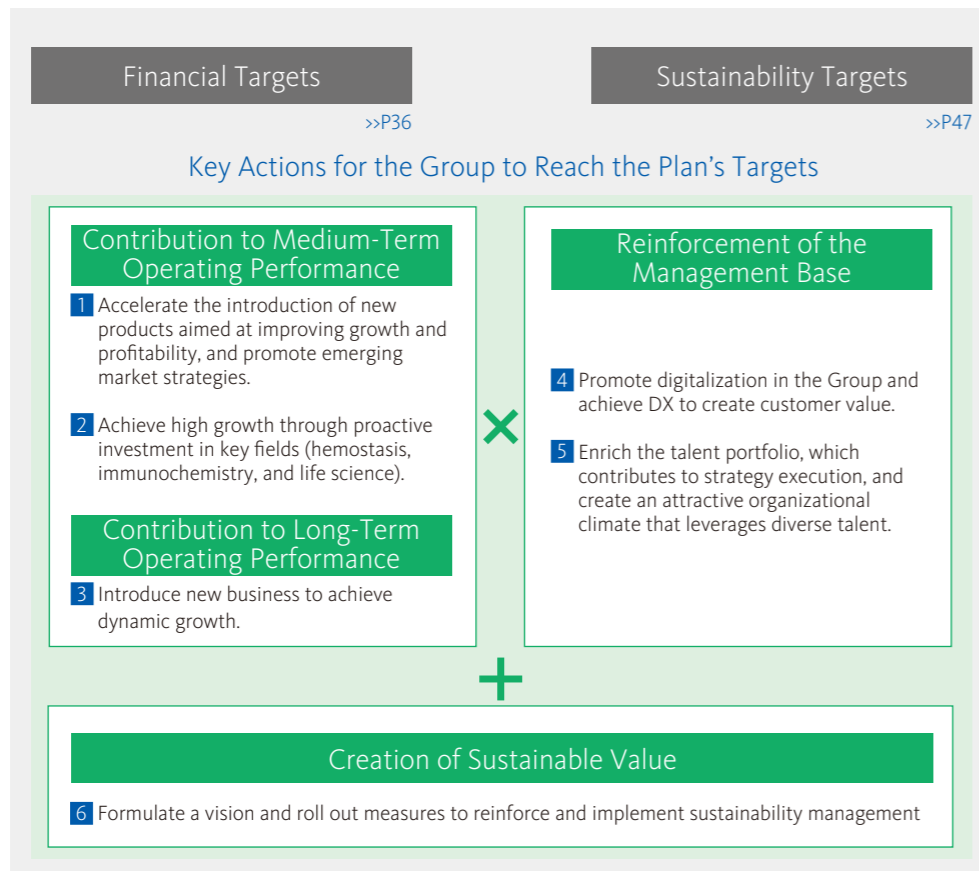 Financial Targets
>>P36
Sustainability Targets
>>P47
Key Actions for the Group to Reach the Plan's Targets
Contribution to Medium-Term
Operating Performance
1 Accelerate the introduction of new
products aimed at improving growth and
profitability, and promote emerging
market strategies.
2 Achieve high growth through proactive
investment in key fields (hemostasis,
immunochemistry, and life science).
Contribution to Long-Term
Operating Performance
3 Introduce new business to achieve
dynamic growth.
×
Reinforcement of the
Management Base
4 Promote digitalization in the Group and
achieve DX to create customer value.
5 Enrich the talent portfolio, which
contributes to strategy execution, and
create an attractive organizational
climate that leverages diverse talent.
+
Creation of Sustainable Value
6 Formulate a vision and roll out measures to reinforce and implement sustainability management